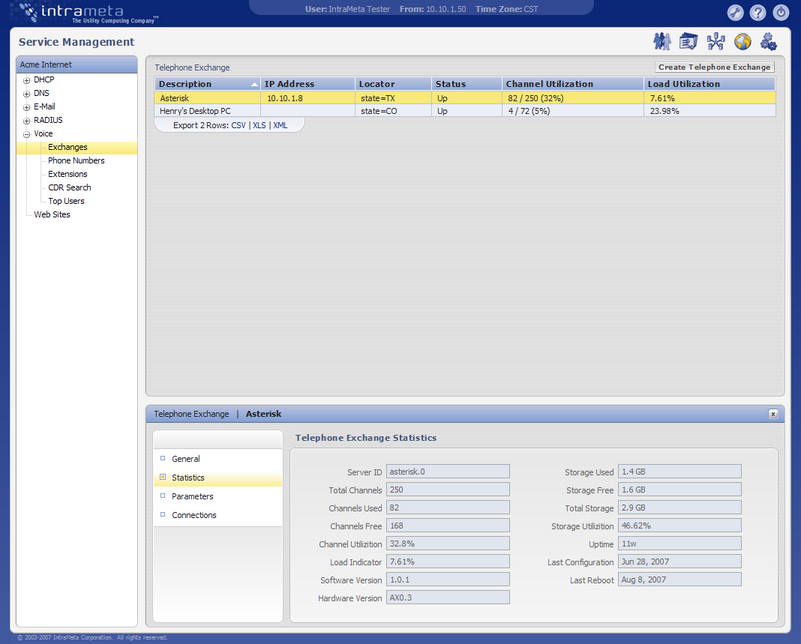 intrameta
The Utility Computing Company
User: IntraMeta Tester From: 10.10.1.50 Time Zone: CST
Service Management
Acme Internet
DHCP
DNS
E-Mail
RADIUS
Voice
Exchanges
Phone Numbers
Extensions
CDR Search
Top Users
Web Sites
Telephone Exchange
Create Telephone Exchange
Description IP Address Locator Status Channel Utilization Load Utilization
Asterisk 10.10.1.8 state=TX Up 82 / 250 (32%) 7.61%
Henry's Desktop PC state=CO Up 4 / 72 (5%) 23.98%
Export 2 Rows: CSV | XLS | XML
Telephone Exchange | Asterisk x
General
Statistics
Parameters
Connections
Telephone Exchange Statistics
Server ID asterisk.0
Total Channels 250
Channels Used 82
Channels Free 168
Channel Utilizition 32.8%
Load Indicator 7.61%
Software Version 1.0.1
Hardware Version AX0.3
Storage Used 1.4 GB
Storage Free 1.6 GB
Total Storage 2.9 GB
Storage Utilizition 46.62%
Uptime 11w
Last Configuration Jun 28, 2007
Last Reboot Aug 8, 2007
© 2003-2007 IntraMeta Corporation. All rights reserved.